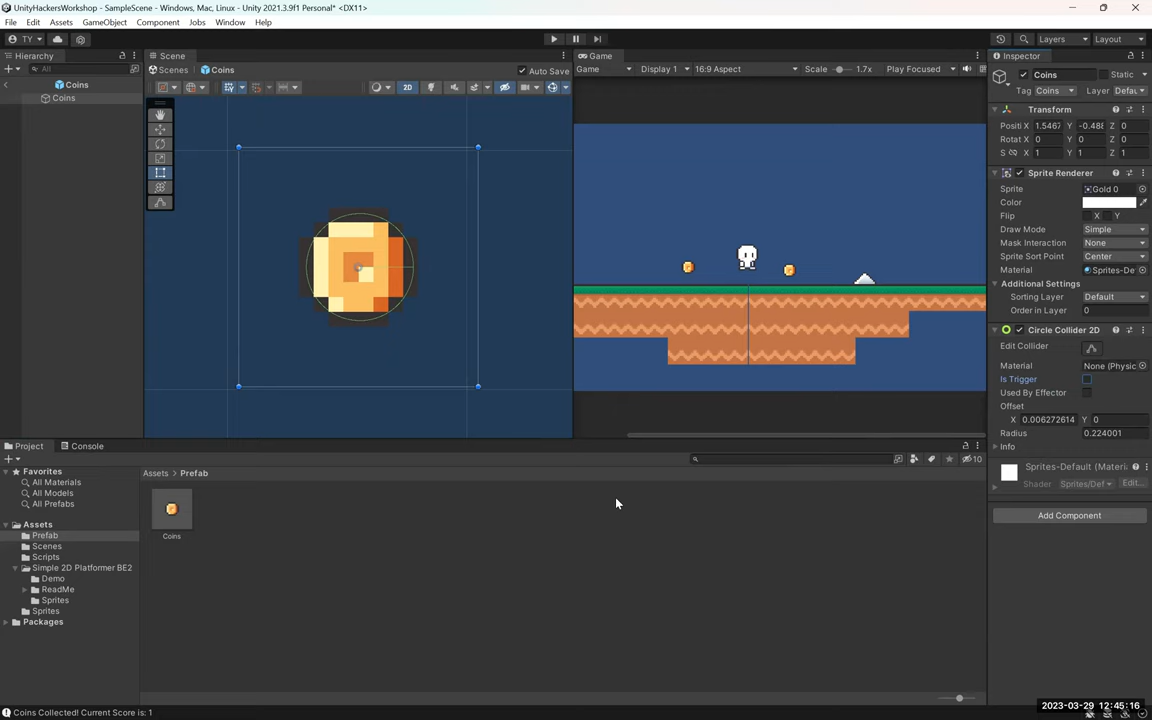 UnityHackersWorkshop - SampleScene - Windows, Mac, Linux - Unity 2021.3.9f1 Personal* <DX11>
File Edit Assets GameObject Component Jobs Window Help
TY
Layers Layout
Hierarchy
All
Coins
Coins
Scene
Scenes Coins
Auto Save
2D
Game
Game Display 1 16:9 Aspect Scale 1.7x Play Focused
Inspector
Coins Static
Tag Coins Layer Defau
Transform
Positi X 1.5467 Y -0.488 Z 0
Rotat X 0 Y 0 Z 0
S X 1 Y 1 Z 1
Sprite Renderer
Sprite Gold 0
Color
Flip X Y
Draw Mode Simple
Mask Interaction None
Sprite Sort Point Center
Material Sprites-De
Additional Settings
Sorting Layer Default
Order in Layer 0
Circle Collider 2D
Edit Collider
Material None (Physic
Is Trigger
Used By Effector
Offset
X 0.006272614 Y 0
Radius 0.224001
Info
Sprites-Default (Materi
Shader Sprites/Def Edit...
Add Component
Project Console
10
Favorites
All Materials
All Models
All Prefabs
Assets
Prefab
Scenes
Scripts
Simple 2D Platformer BE2
Demo
ReadMe
Sprites
Sprites
Packages
Assets > Prefab
Coins
Coins Collected! Current Score is: 1
2023-03-29 12:45:16